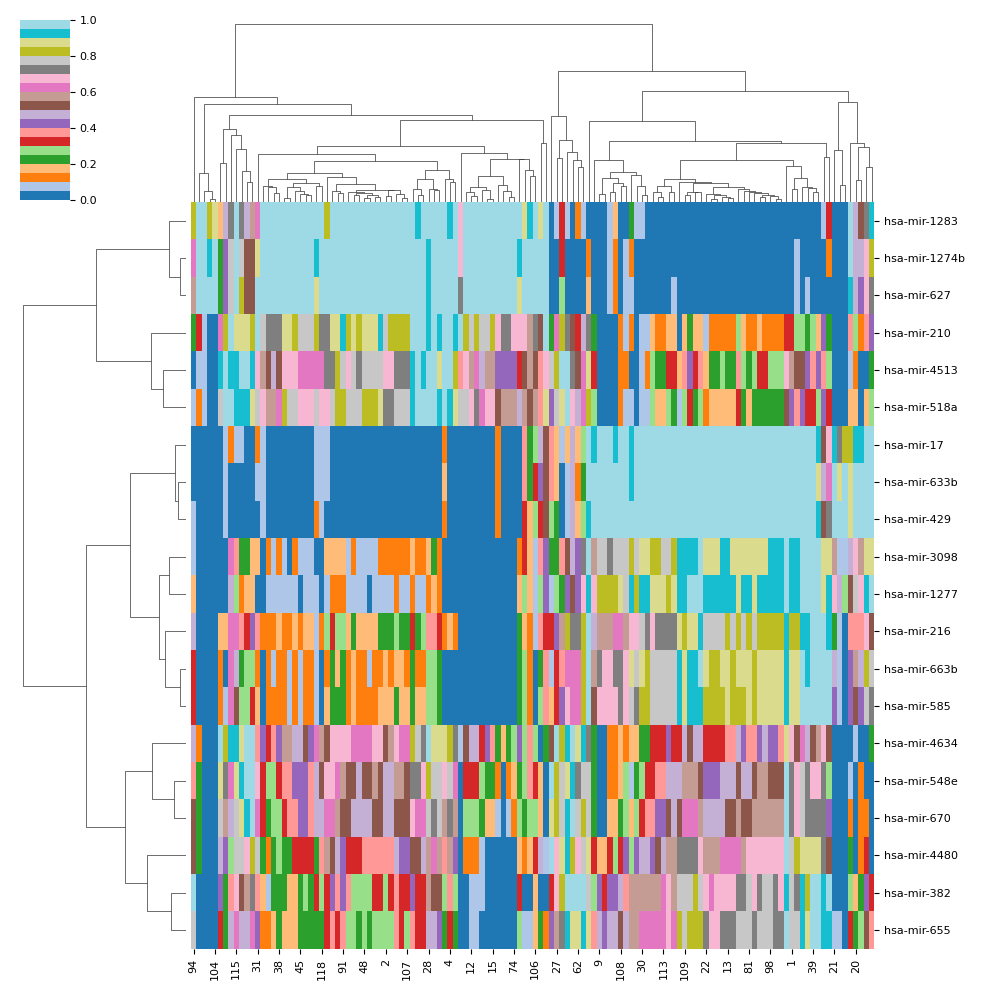 1.0
0.8
0.6
0.4
0.2
0.0
hsa-mir-1283
hsa-mir-1274b
hsa-mir-627
hsa-mir-210
hsa-mir-4513
hsa-mir-518a
hsa-mir-17
hsa-mir-633b
hsa-mir-429
hsa-mir-3098
hsa-mir-1277
hsa-mir-216
hsa-mir-663b
hsa-mir-585
hsa-mir-4634
hsa-mir-548e
hsa-mir-670
hsa-mir-4480
hsa-mir-382
hsa-mir-655
94 104 115 31 38 45 118 91 48 2 107 28 4 12 15 74 106 27 62 9 108 30 113 109 22 13 81 98 1 39 21 20